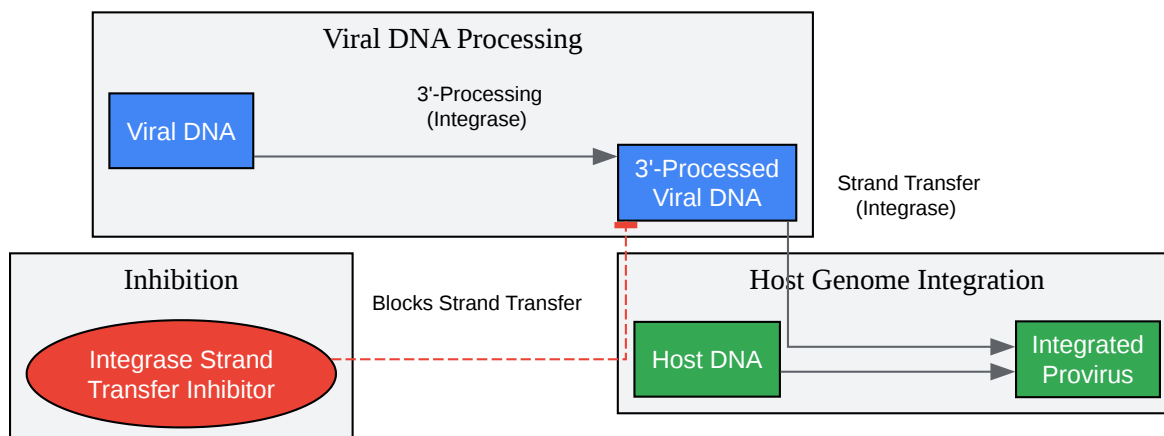 Viral DNA Processing
Viral DNA
3'-Processing
(Integrase)
3'-Processed
Viral DNA
Strand Transfer
(Integrase)
Inhibition
Integrase Strand
Transfer Inhibitor
Blocks Strand Transfer
Host Genome Integration
Host DNA
Integrated
Provirus